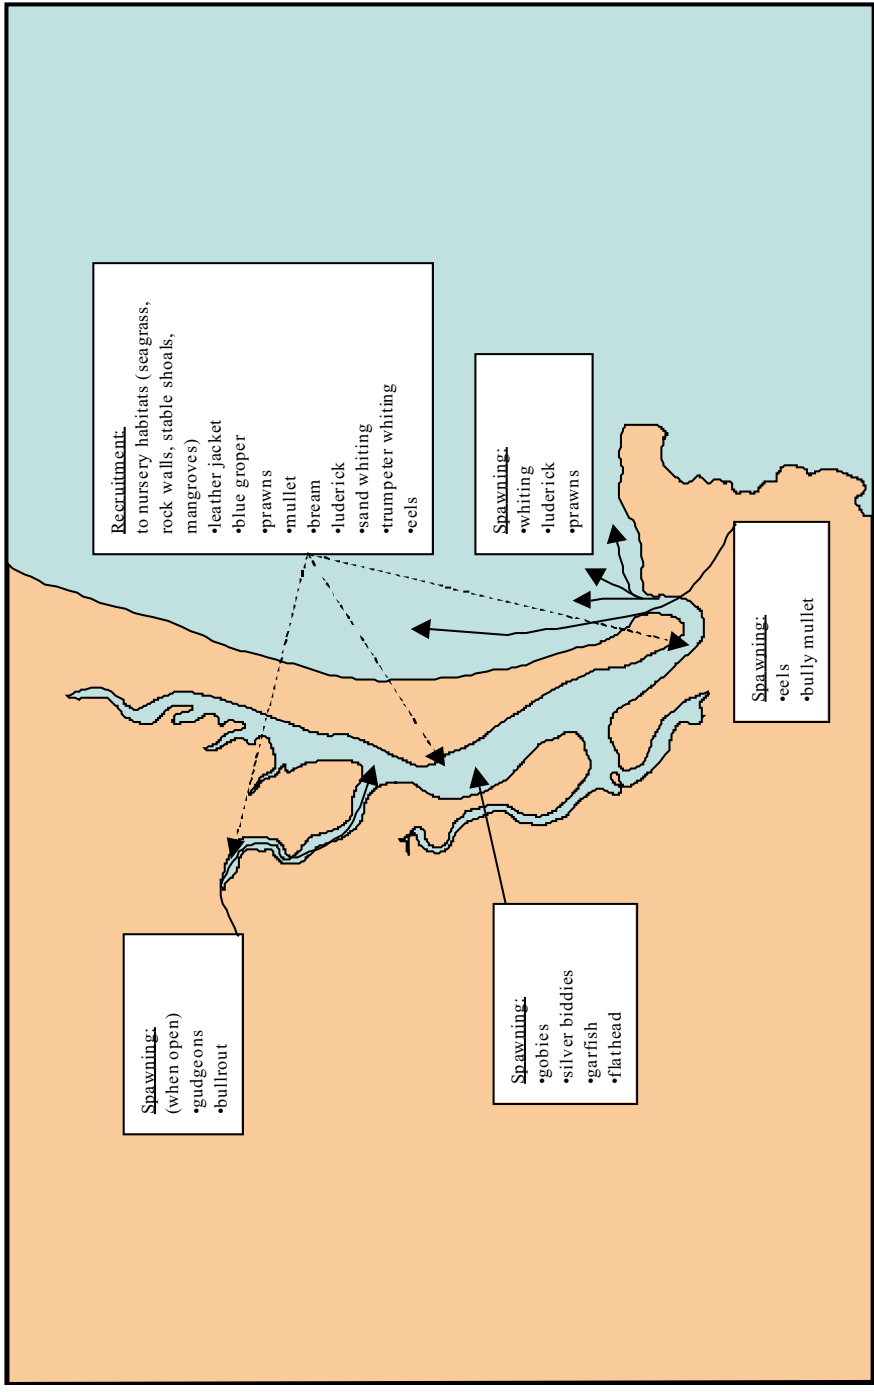 Spawning:
(when open)
•gudgeons
•bullrout
Recruitment:
to nursery habitats (seagrass,
rock walls, stable shoals,
mangroves)
•leather jacket
•blue groper
•prawns
•mullet
•bream
•luderick
•sand whiting
•trumpeter whiting
•eels
Spawning:
•gobies
•silver biddies
•garfish
•flathead
Spawning:
•whiting
•luderick
•prawns
Spawning:
•eels
•bully mullet